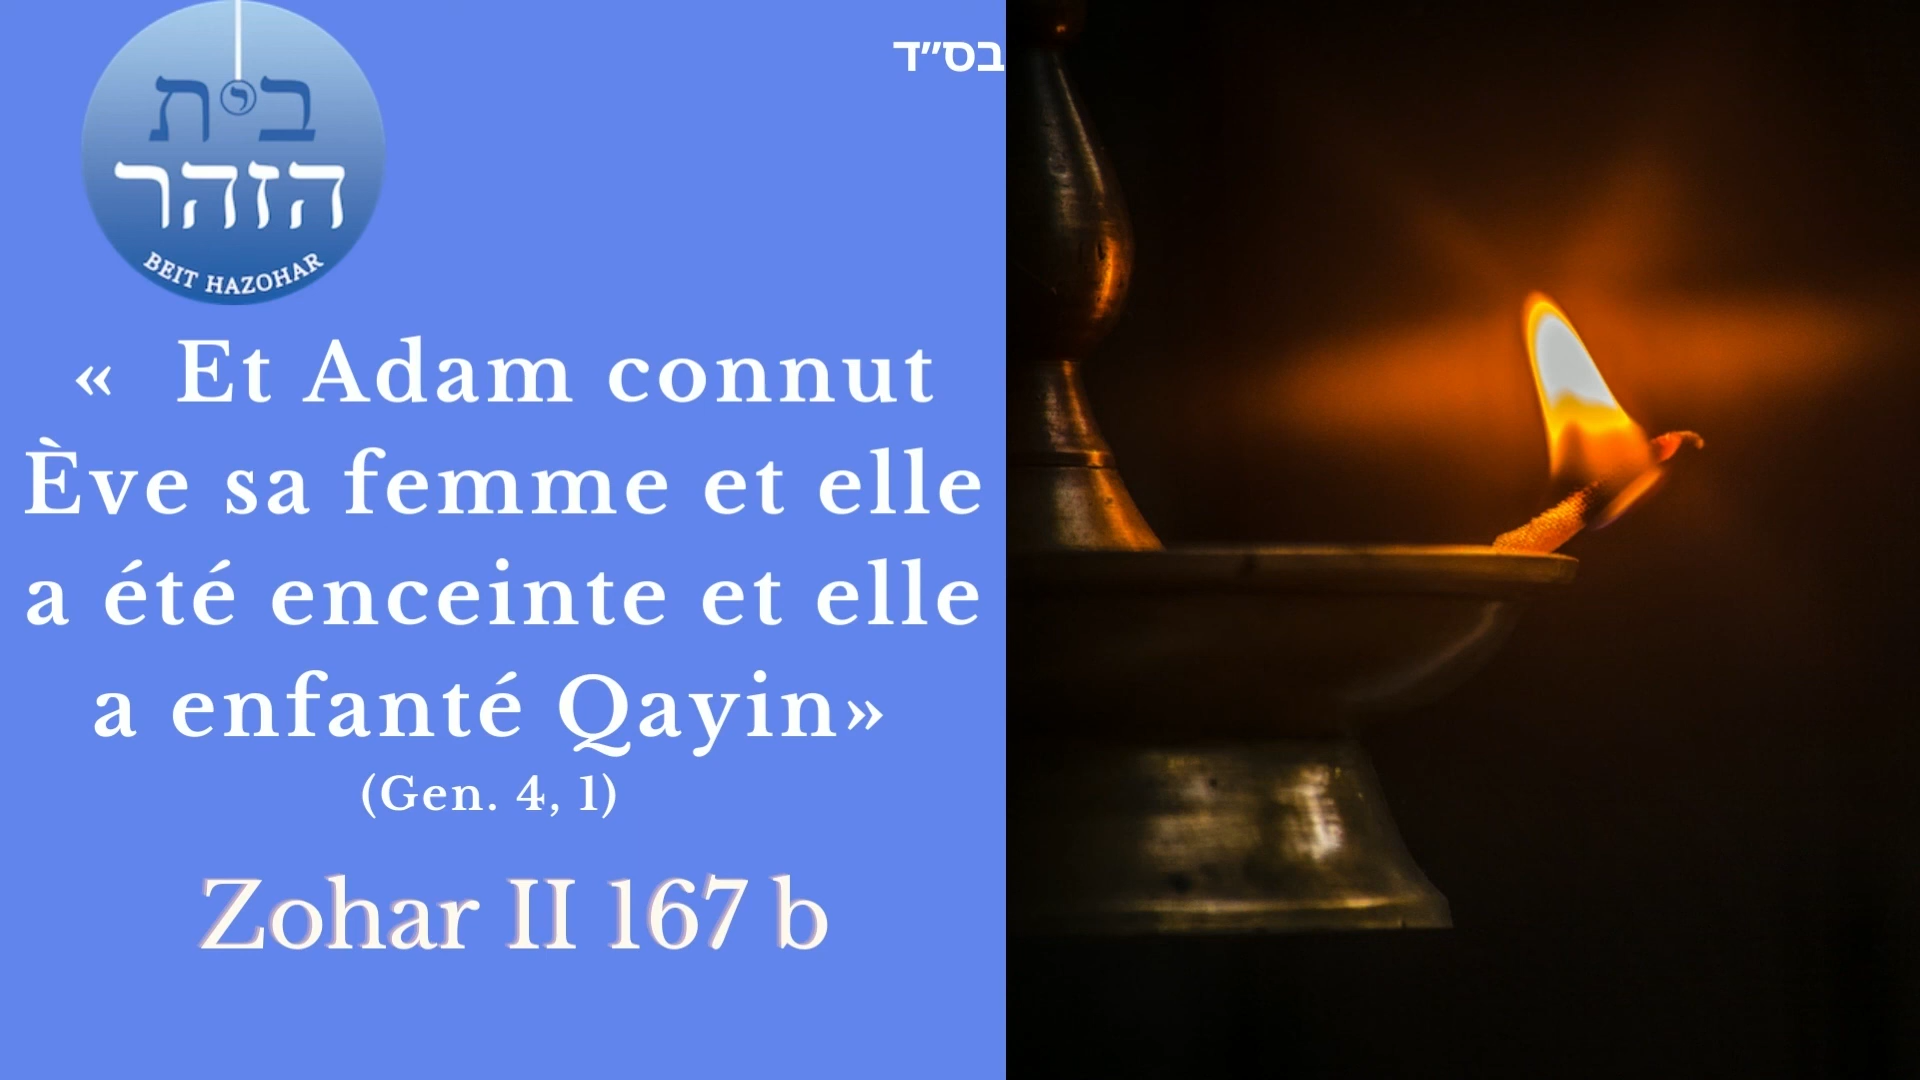 בס״ד
בית
הזהר
BEIT HAZOHAR
« Et Adam connut
Ève sa femme et elle
a été enceinte et elle
a enfanté Qayin»
(Gen. 4, 1)
Zohar II 167 b